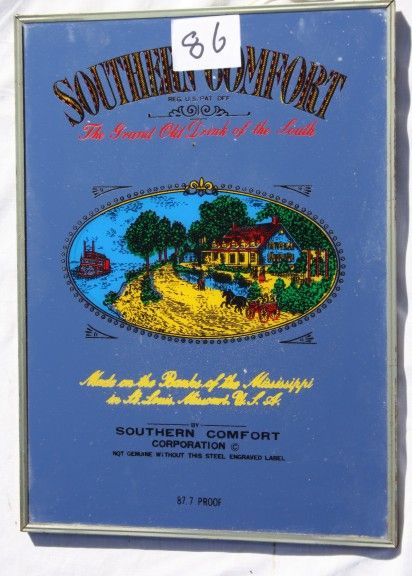 86
SOUTHERN COMFORT
REG. U.S. PAT. OFF.
The Grand Old Drink of the South
Made on the Banks of the Mississippi
in St. Louis, Missouri, U.S.A.
BY
SOUTHERN COMFORT
CORPORATION ©
NOT GENUINE WITHOUT THIS STEEL ENGRAVED LABEL
87.7 PROOF